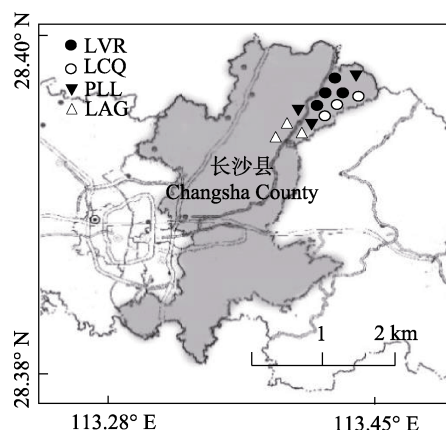 28.40° N
LVR
LCQ
PLL
LAG
长沙县
Changsha County
1 2 km
28.38° N
113.28° E 113.45° E